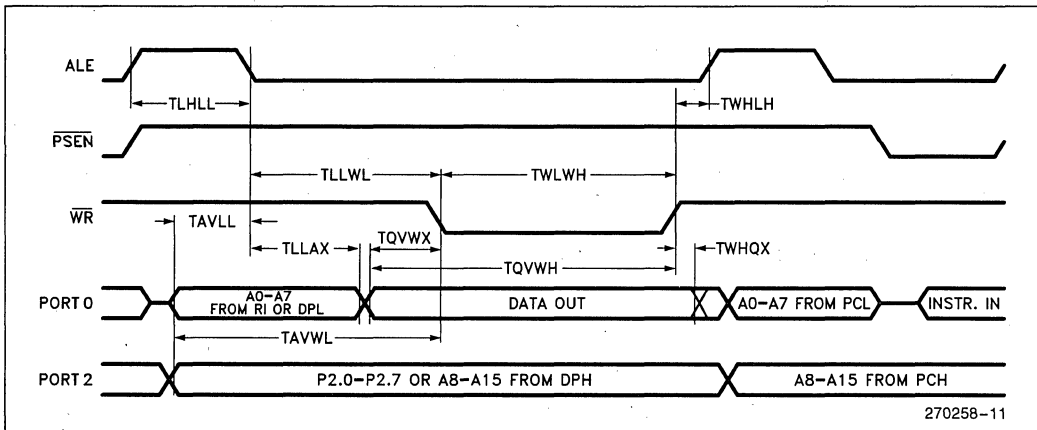 ALE
TLHLL
TWHLH
PSEN
TLLWL
TWLWH
WR
TAVLL
TQVWX
TLLAX
TWHQX
TQVWH
PORT 0
A0-A7
FROM RI OR DPL
DATA OUT
A0-A7 FROM PCL
INSTR. IN
TAVWL
PORT 2
P2.0-P2.7 OR A8-A15 FROM DPH
A8-A15 FROM PCH
270258-11